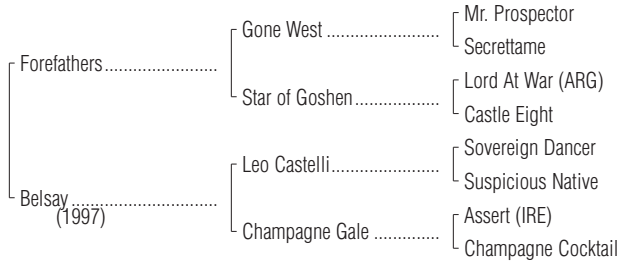 Mr. Prospector
Gone West ......................
Secrettame
Forefathers......................
Lord At War (ARG)
Star of Goshen.................
Castle Eight
Sovereign Dancer
Leo Castelli......................
Suspicious Native
Belsay............................
(1997)
Assert (IRE)
Champagne Gale .............
Champagne Cocktail